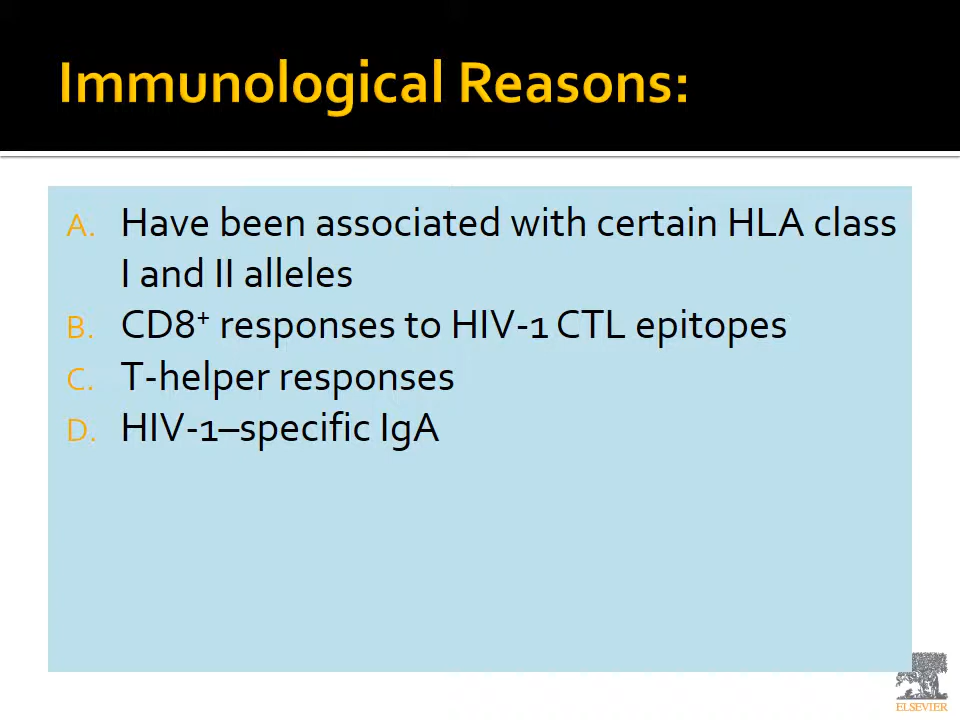 Immunological Reasons:
A. Have been associated with certain HLA class
I and II alleles
B. CD8⁺ responses to HIV-1 CTL epitopes
C. T-helper responses
D. HIV-1–specific IgA
ELSEVIER